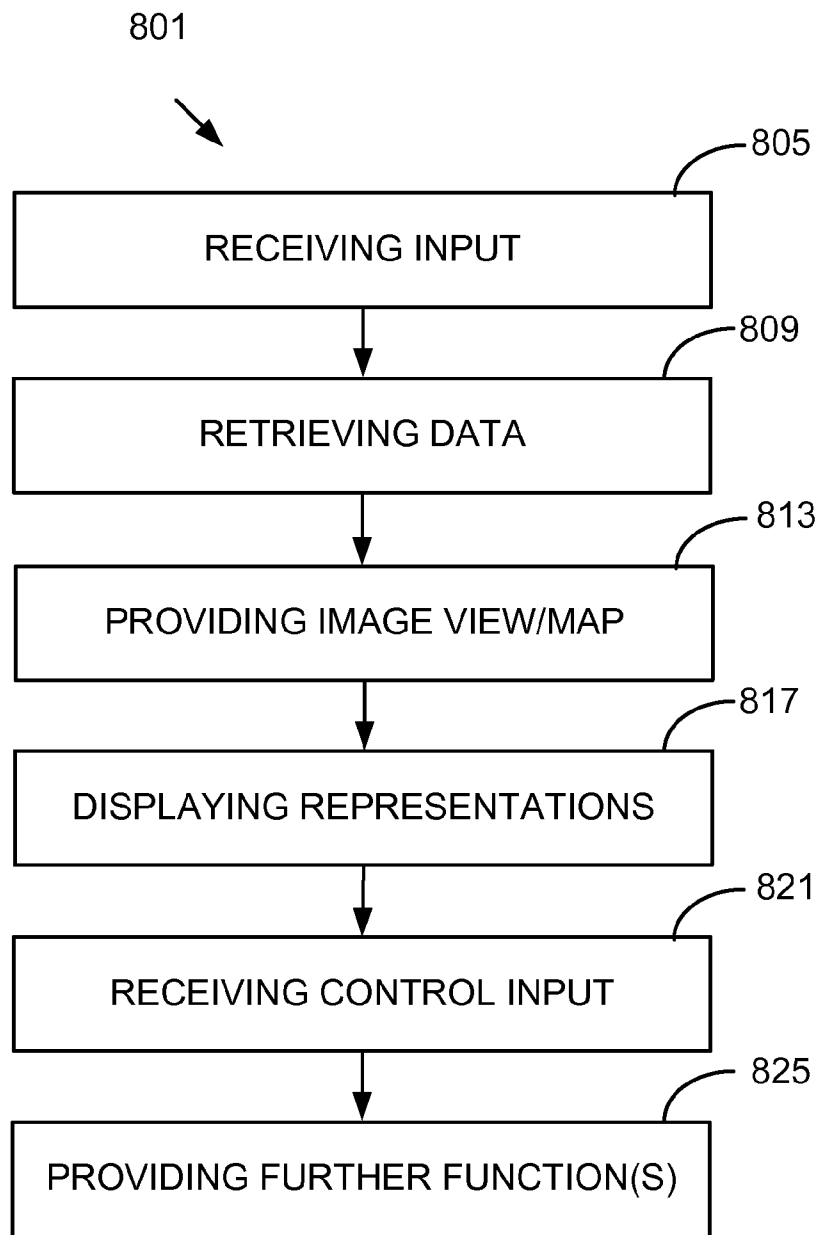 801
805
RECEIVING INPUT
809
RETRIEVING DATA
813
PROVIDING IMAGE VIEW/MAP
817
DISPLAYING REPRESENTATIONS
821
RECEIVING CONTROL INPUT
825
PROVIDING FURTHER FUNCTION(S)